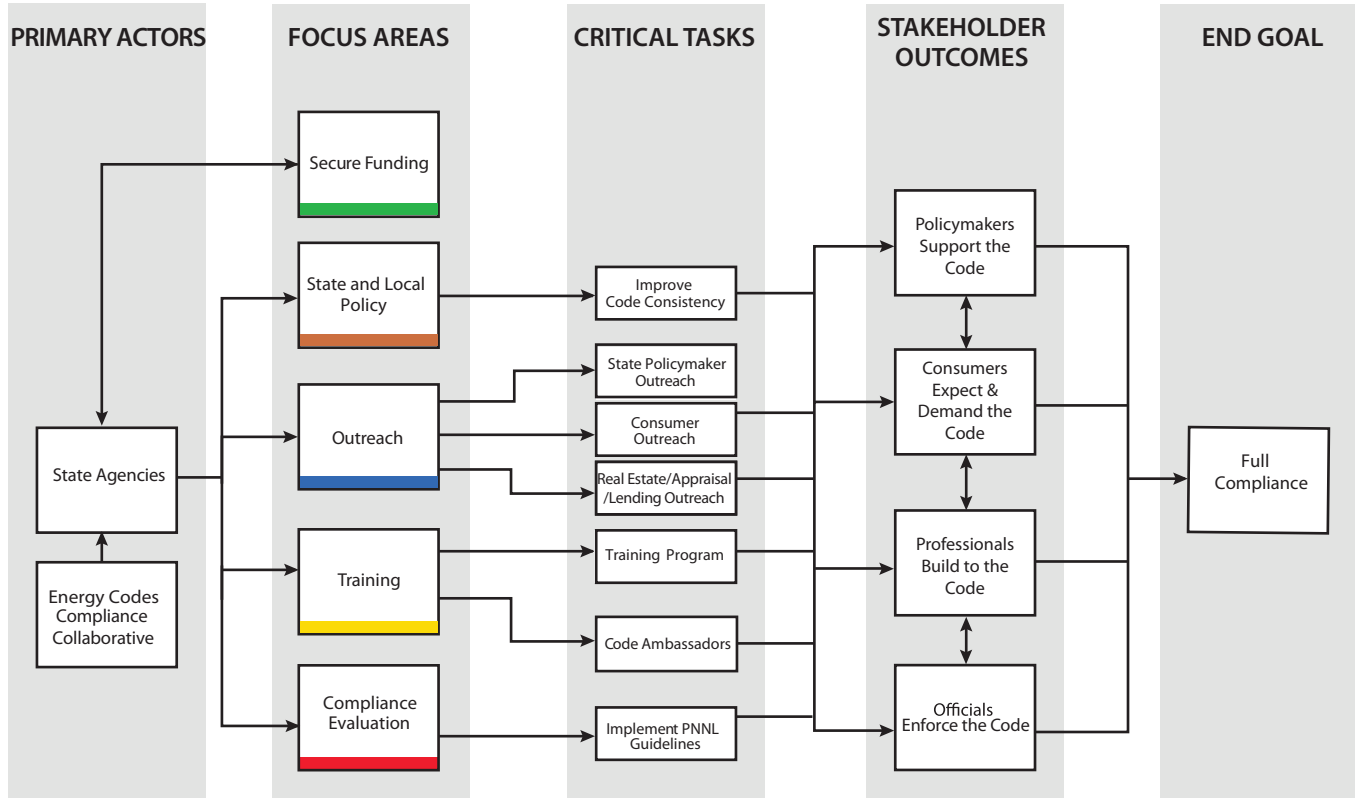 PRIMARY ACTORS
FOCUS AREAS
CRITICAL TASKS
STAKEHOLDER
OUTCOMES
END GOAL
State Agencies
Energy Codes
Compliance
Collaborative
Secure Funding
State and Local
Policy
Outreach
Training
Compliance
Evaluation
Improve
Code Consistency
State Policymaker
Outreach
Consumer
Outreach
Real Estate/Appraisal
/Lending Outreach
Training Program
Code Ambassadors
Implement PNNL
Guidelines
Policymakers
Support the
Code
Consumers
Expect &
Demand the
Code
Professionals
Build to the
Code
Officials
Enforce the Code
Full
Compliance